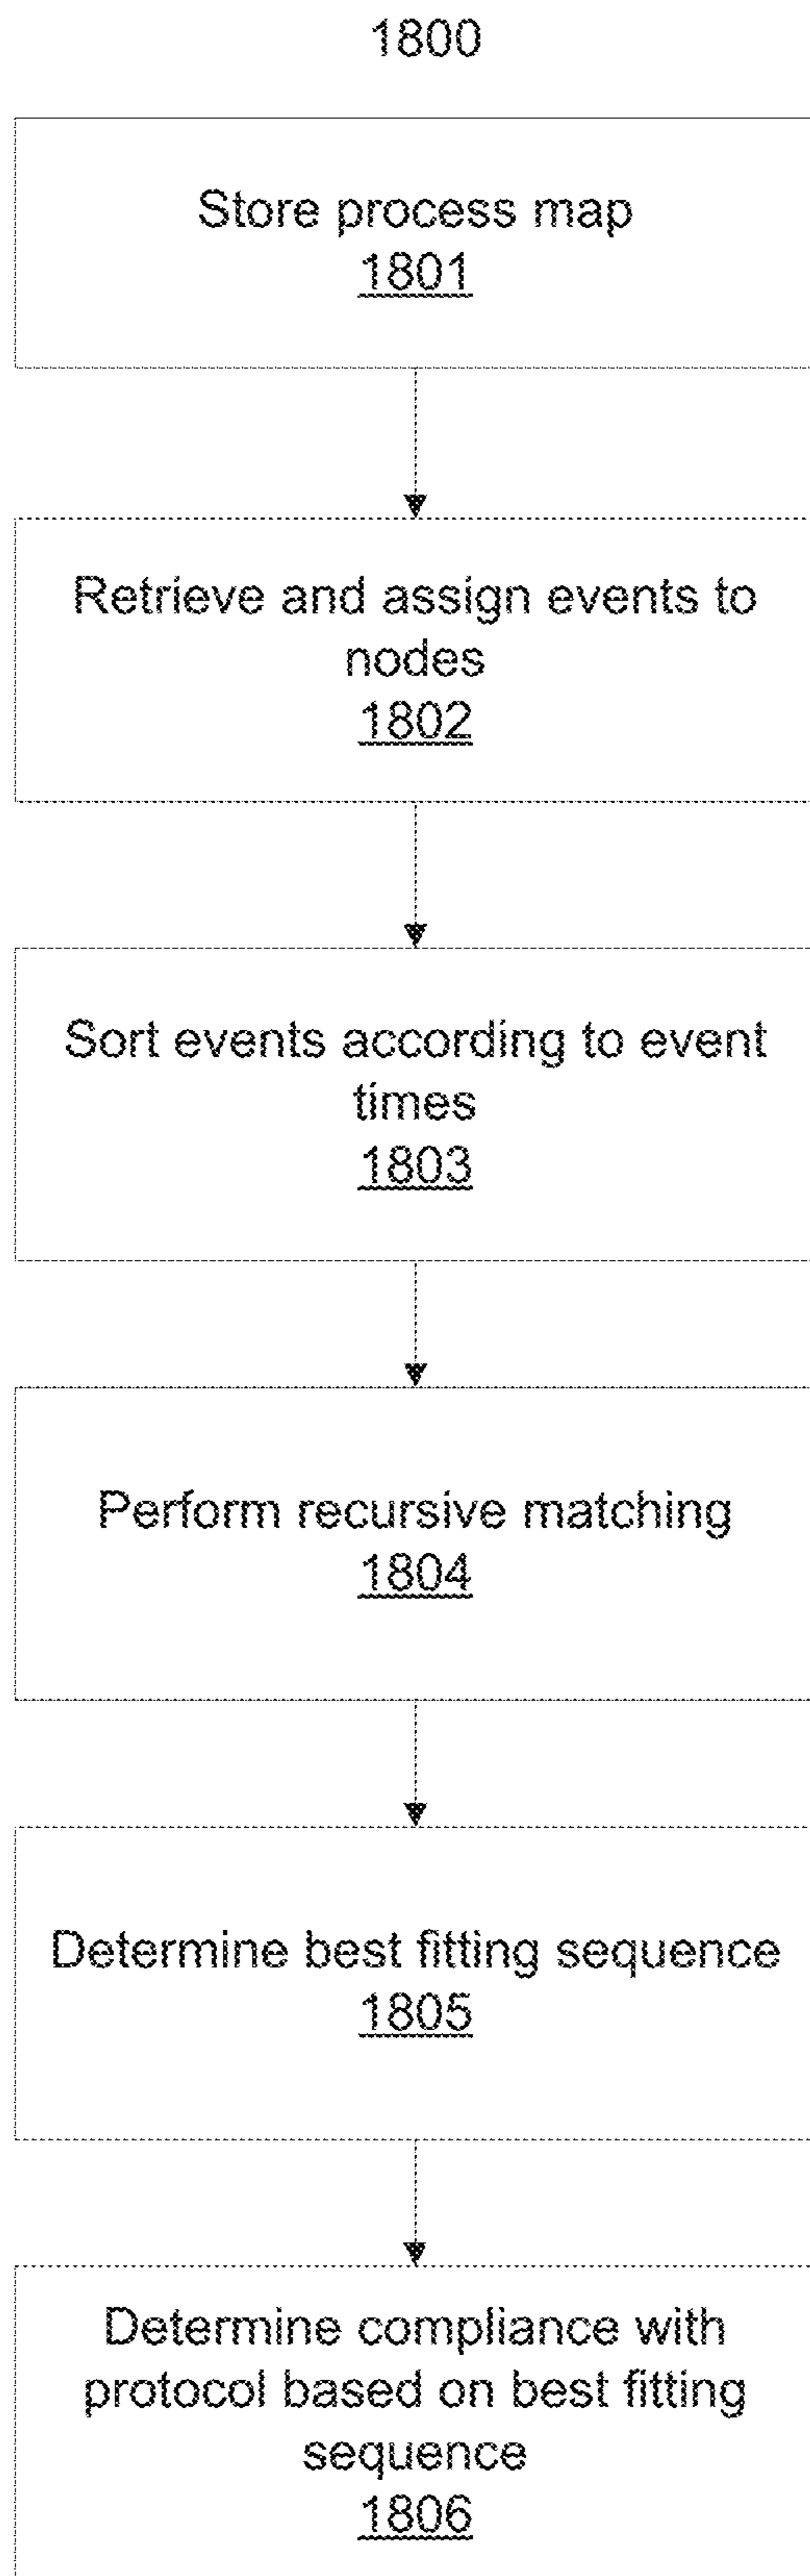 1800
Store process map
1801
Retrieve and assign events to
nodes
1802
Sort events according to event
times
1803
Perform recursive matching
1804
Determine best fitting sequence
1805
Determine compliance with
protocol based on best fitting
sequence
1806